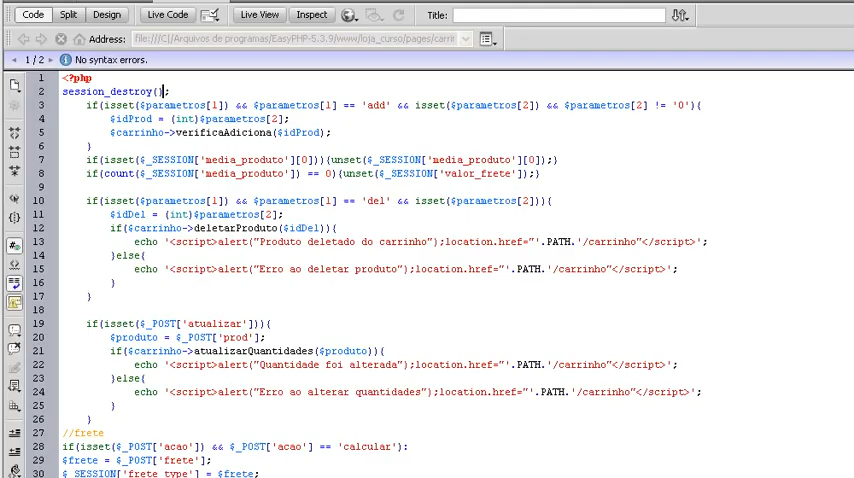 Code Split Design Live Code Live View Inspect Title:
Address: file:///C|/Arquivos de programas/EasyPHP-5.3.9/www/loja_curso/pages/carrin
1 / 2 No syntax errors.
1 <?php
2 session_destroy();
3 if(isset($parametros[1]) && $parametros[1] == 'add' && isset($parametros[2]) && $parametros[2] != '0'){
4 $idProd = (int)$parametros[2];
5 $carrinho->verificaAdiciona($idProd);
6 }
7 if(isset($_SESSION['media_produto'][0])){unset($_SESSION['media_produto'][0]);}
8 if(count($_SESSION['media_produto']) == 0){unset($_SESSION['valor_frete']);}
9
10 if(isset($parametros[1]) && $parametros[1] == 'del' && isset($parametros[2])){
11 $idDel = (int)$parametros[2];
12 if($carrinho->deletarProduto($idDel)){
13 echo '<script>alert("Produto deletado do carrinho");location.href="'.PATH.'/carrinho"</script>';
14 }else{
15 echo '<script>alert("Erro ao deletar produto");location.href="'.PATH.'/carrinho"</script>';
16 }
17 }
18
19 if(isset($_POST['atualizar'])){
20 $produto = $_POST['prod'];
21 if($carrinho->atualizarQuantidades($produto)){
22 echo '<script>alert("Quantidade foi alterada");location.href="'.PATH.'/carrinho"</script>';
23 }else{
24 echo '<script>alert("Erro ao alterar quantidades");location.href="'.PATH.'/carrinho"</script>';
25 }
26 }
27 //frete
28 if(isset($_POST['acao']) && $_POST['acao'] == 'calcular'):
29 $frete = $_POST['frete'];
30 $_SESSION['frete_type'] = $frete;